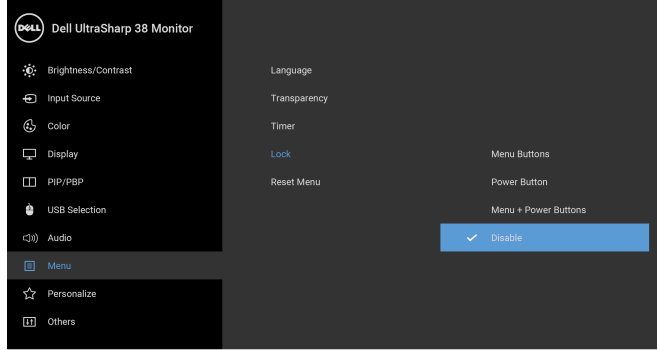 DELL Dell UltraSharp 38 Monitor
Brightness/Contrast
Input Source
Color
Display
PIP/PBP
USB Selection
Audio
Menu
Personalize
Others
Language
Transparency
Timer
Lock
Reset Menu
Menu Buttons
Power Button
Menu + Power Buttons
Disable